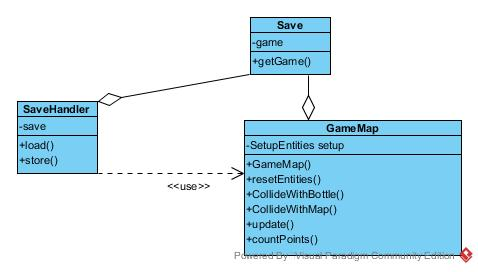 Save
-game
+getGame()
SaveHandler
-save
+load()
+store()
<<use>>
GameMap
-SetupEntities setup
+GameMap()
+resetEntities()
+CollideWithBottle()
+CollideWithMap()
+update()
+countPoints()
Powered By Visual Paradigm Community Edition